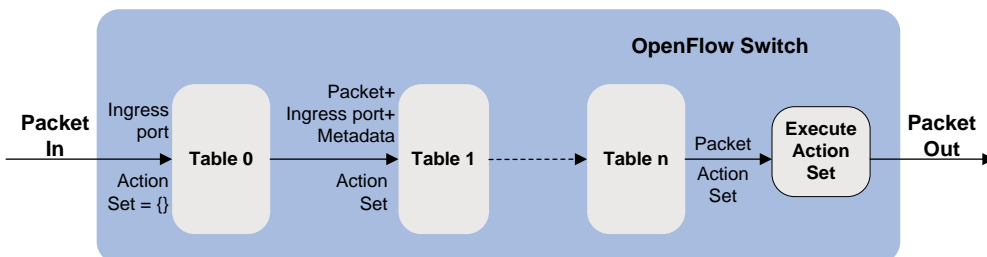 OpenFlow Switch
Packet
In
Ingress
port
Action
Set = {}
Table 0
Packet+
Ingress port+
Metadata
Action
Set
Table 1
Table n
Packet
Action
Set
Execute
Action
Set
Packet
Out